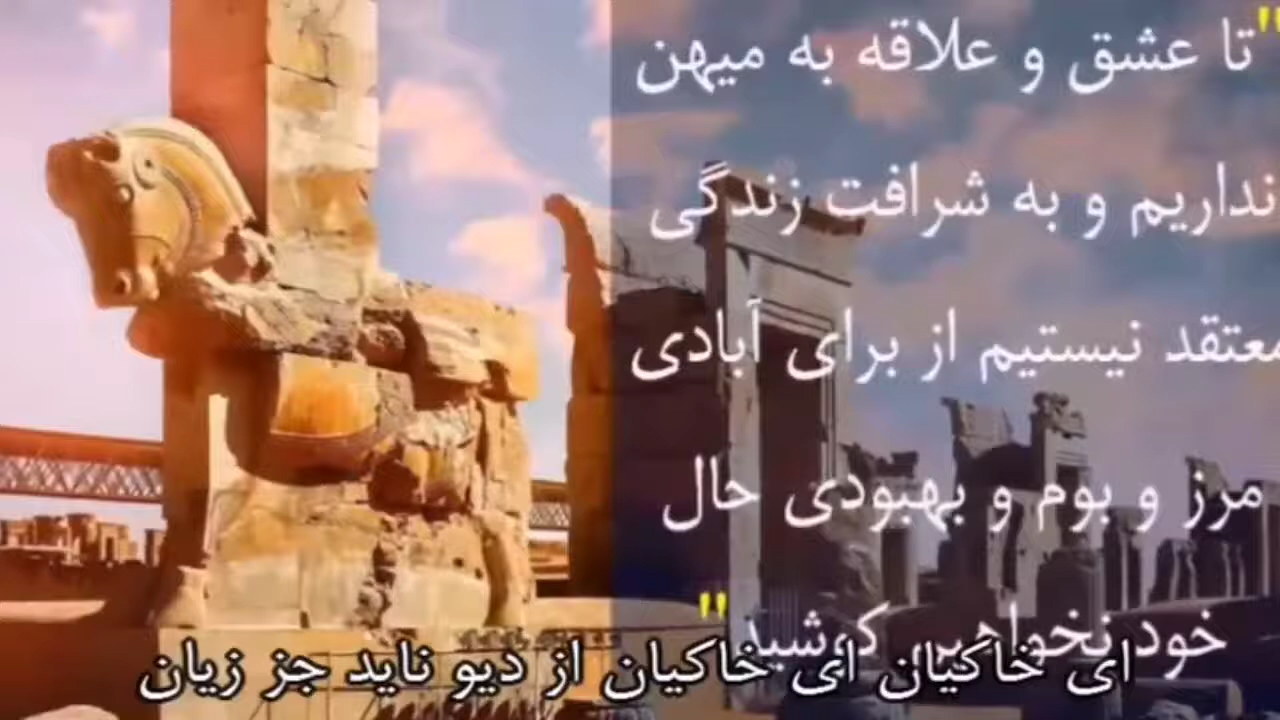 "تا عشق و علاقه به میهن
نداریم و به شرافت زندگی
معتقد نیستیم از برای آبادی
مرز و بوم و بهبودی حال
خود نخواهیم کوشید"
ای خاکیان ای خاکیان از دیو ناید جز زیان